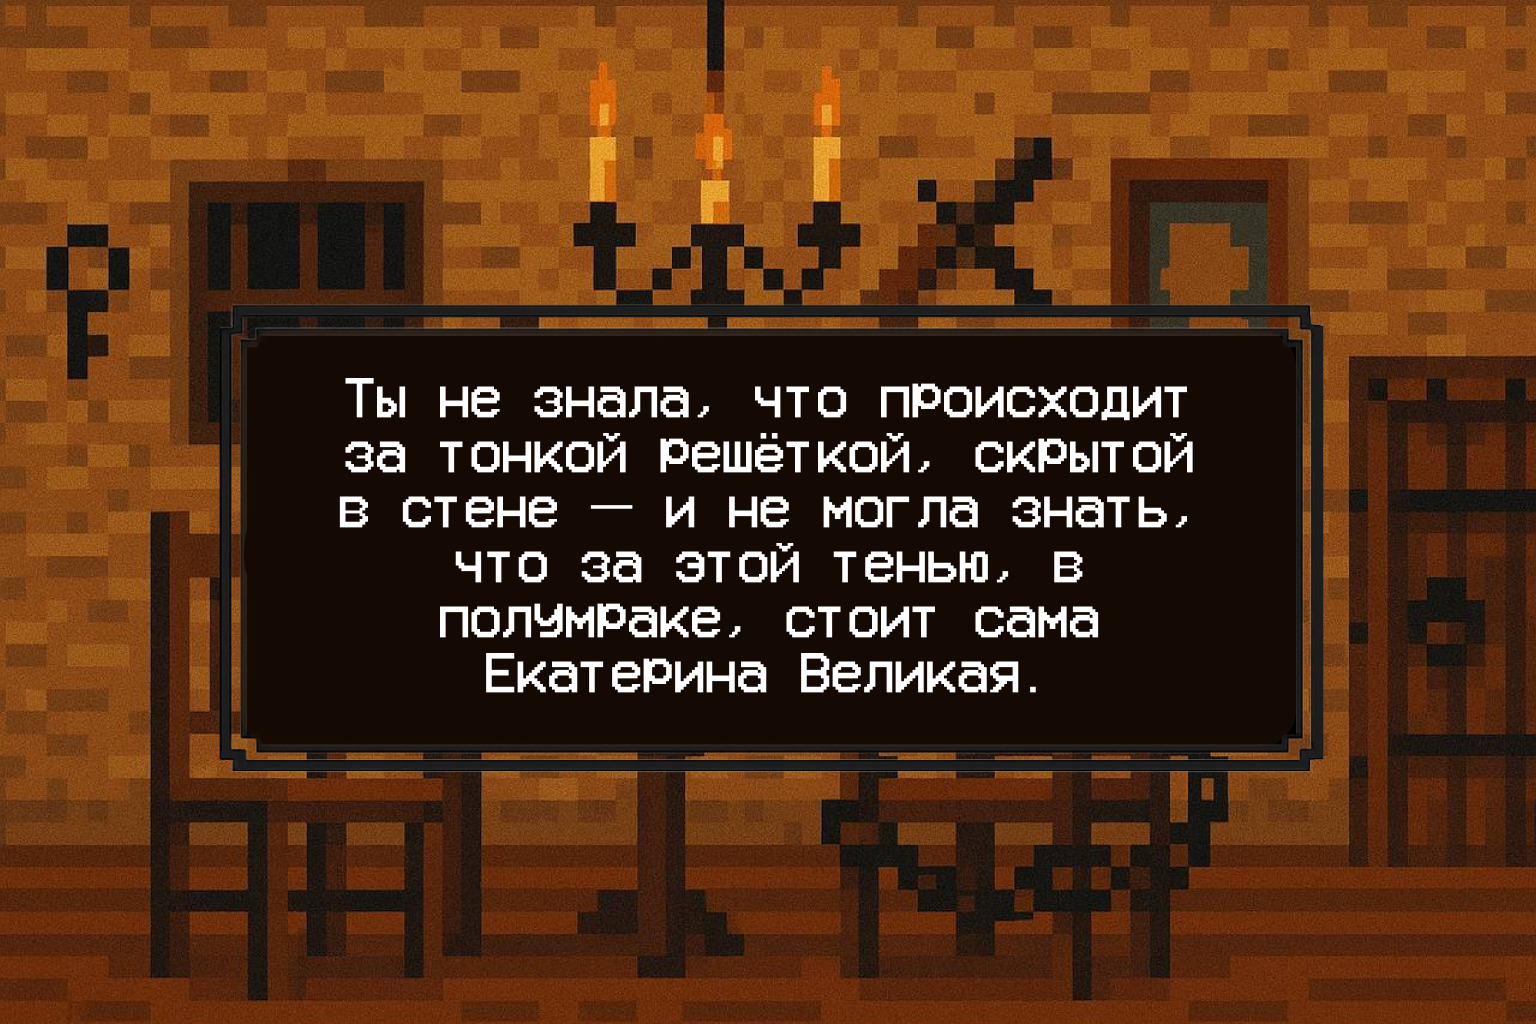 Ты не знала, что происходит
за тонкой решёткой, скрытой
в стене — и не могла знать,
что за этой тенью, в
полумраке, стоит сама
Екатерина Великая.